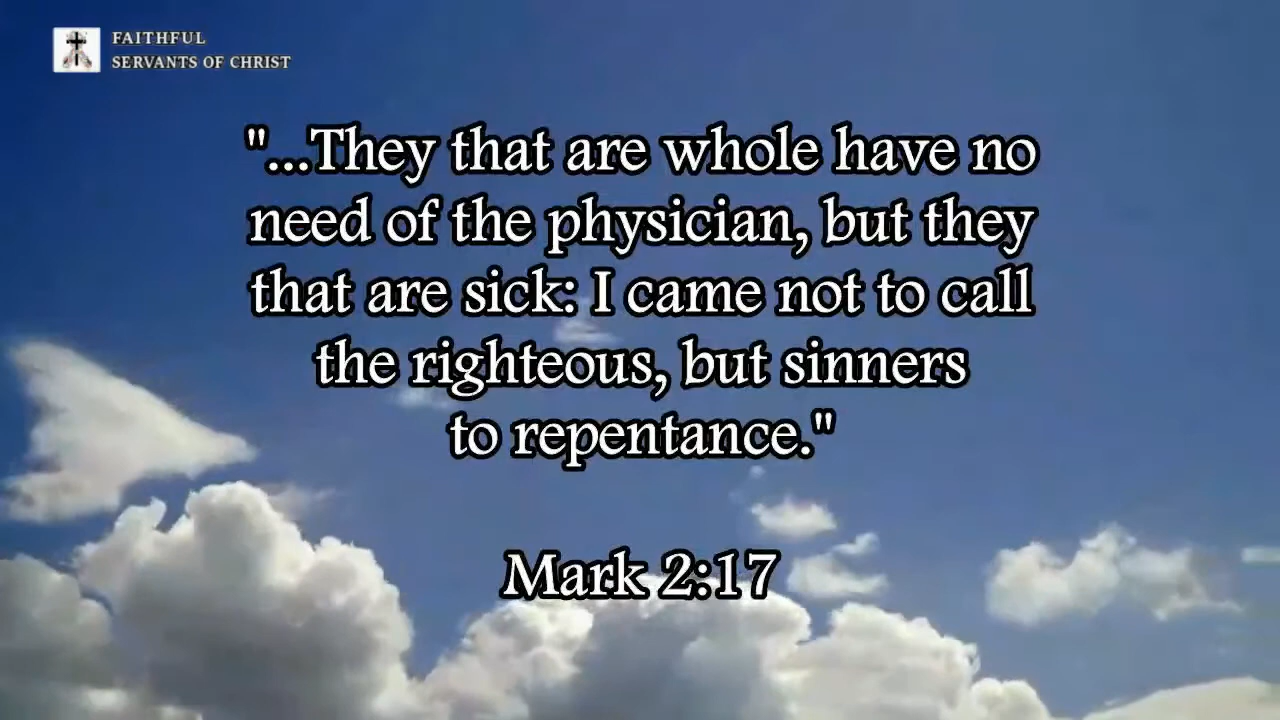 FAITHFUL
SERVANTS OF CHRIST
"...They that are whole have no
need of the physician, but they
that are sick: I came not to call
the righteous, but sinners
to repentance."
Mark 2:17